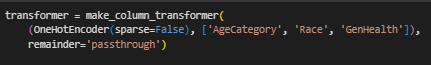 transformer = make_column_transformer(
    (OneHotEncoder(sparse=False), ['AgeCategory', 'Race', 'GenHealth']),
    remainder='passthrough')